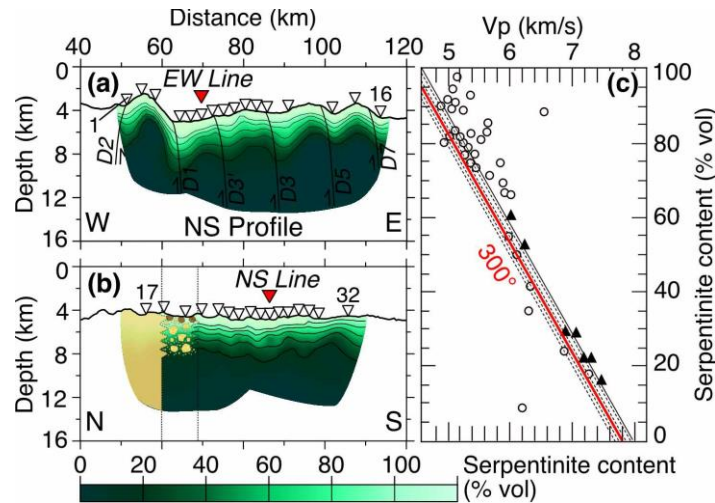 Distance (km)
40 60 80 100 120
Vp (km/s)
5 6 7 8
(a)
EW Line
1
16
D2
D1
D3'
D3
D5
D7
W
NS Profile
E
0
4
8
12
16
Depth (km)
(b)
NS Line
17
32
N
S
0
4
8
12
16
Depth (km)
0 20 40 60 80 100
(% vol)
(c)
300°
100
80
60
40
20
0
Serpentinite content (% vol)
Serpentinite content